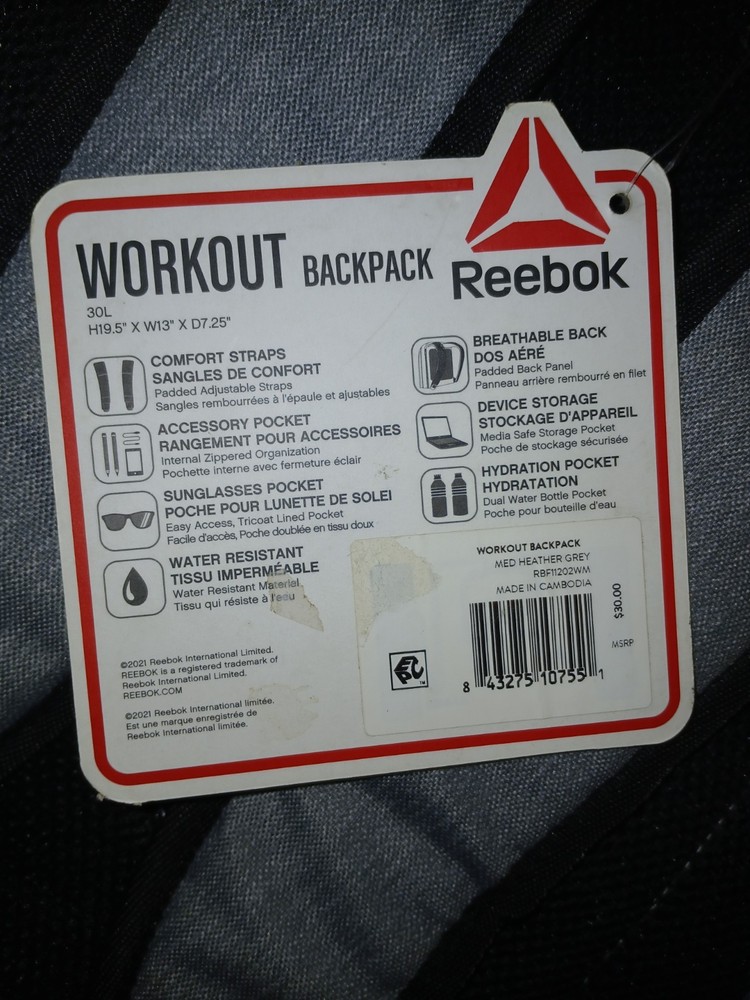 Reebok
WORKOUT BACKPACK
30L
H19.5" X W13" X D7.25"
COMFORT STRAPS
SANGLES DE CONFORT
Padded Adjustable Straps
Sangles rembourrées à l'épaule et ajustables
ACCESSORY POCKET
RANGEMENT POUR ACCESSOIRES
Internal Zippered Organization
Pochette interne avec fermeture éclair
SUNGLASSES POCKET
POCHE POUR LUNETTE DE SOLEI
Easy Access, Tricoat Lined Pocket
Facile d'accès, Poche doublée en tissu doux
WATER RESISTANT
TISSU IMPERMÉABLE
Water Resistant Material
Tissu qui résiste à l'eau
BREATHABLE BACK
DOS AÉRÉ
Padded Back Panel
Panneau arrière rembourré en filet
DEVICE STORAGE
STOCKAGE D'APPAREIL
Media Safe Storage Pocket
Poche de stockage sécurisée
HYDRATION POCKET
HYDRATATION
Dual Water Bottle Pocket
Poche pour bouteille d'eau
©2021 Reebok International Limited.
REEBOK is a registered trademark of
Reebok International Limited.
REEBOK.COM
©2021 Reebok International limitée.
Est une marque enregistrée de
Reebok International limitée.
WORKOUT BACKPACK
MED HEATHER GREY
RBF11202WM
MADE IN CAMBODIA
$30.00
MSRP
8 43275 10755 1